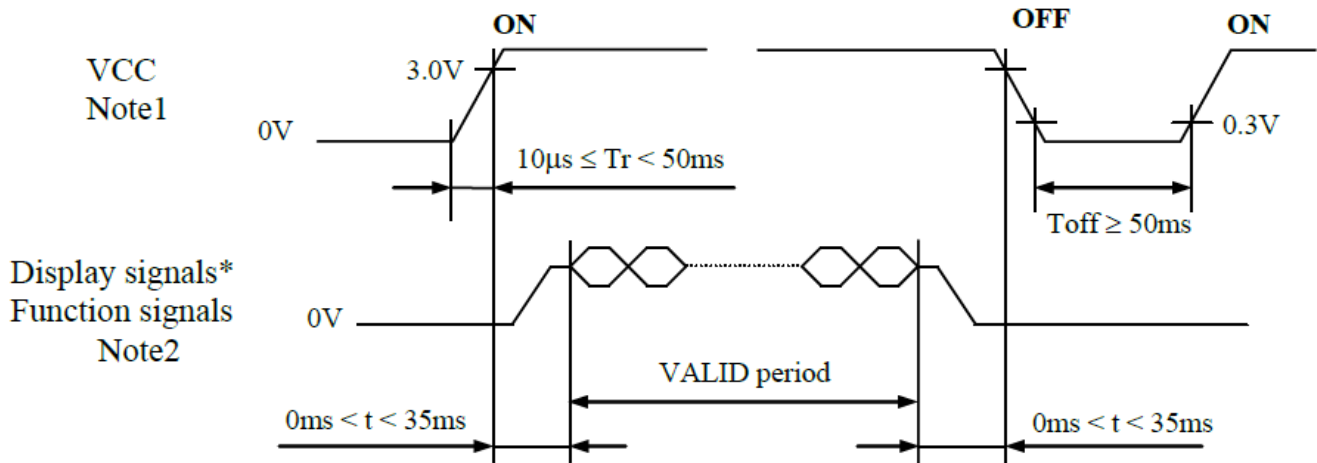 ON
OFF
ON
VCC
Note1
3.0V
0V
0.3V
10μs ≤ Tr < 50ms
Toff ≥ 50ms
Display signals*
Function signals
Note2
0V
VALID period
0ms < t < 35ms
0ms < t < 35ms